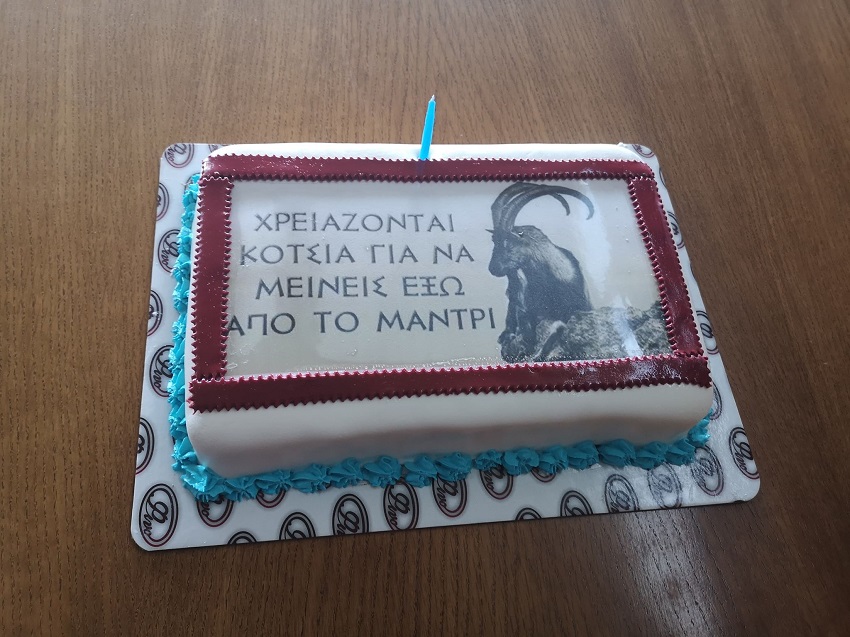 ΧΡΕΙΑΖΟΝΤΑΙ
ΚΟΤΣΙΑ ΓΙΑ ΝΑ
ΜΕΙΝΕΙΣ ΕΞΩ
ΑΠΟ ΤΟ ΜΑΝΤΡΙ